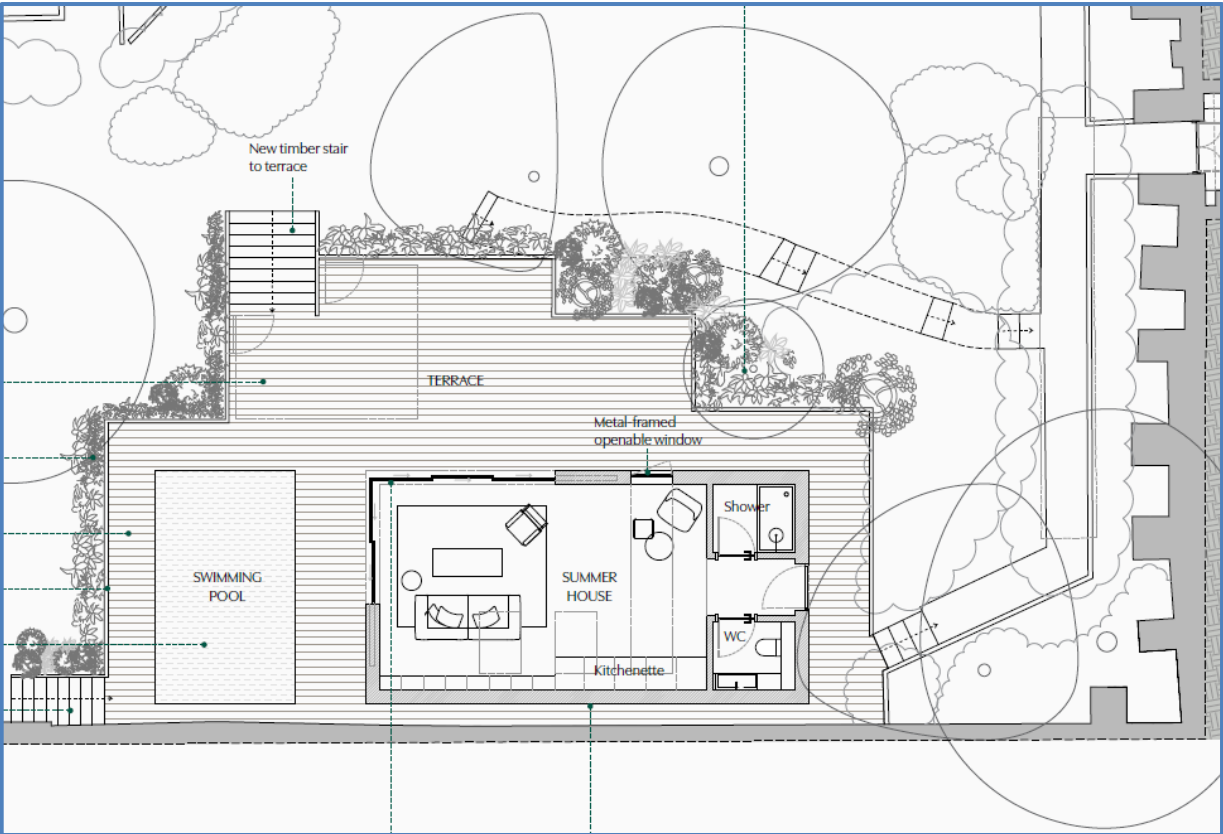 New timber stair
to terrace
TERRACE
Metal-framed
openable window
Shower
SWIMMING
POOL
SUMMER
HOUSE
WC
Kitchenette